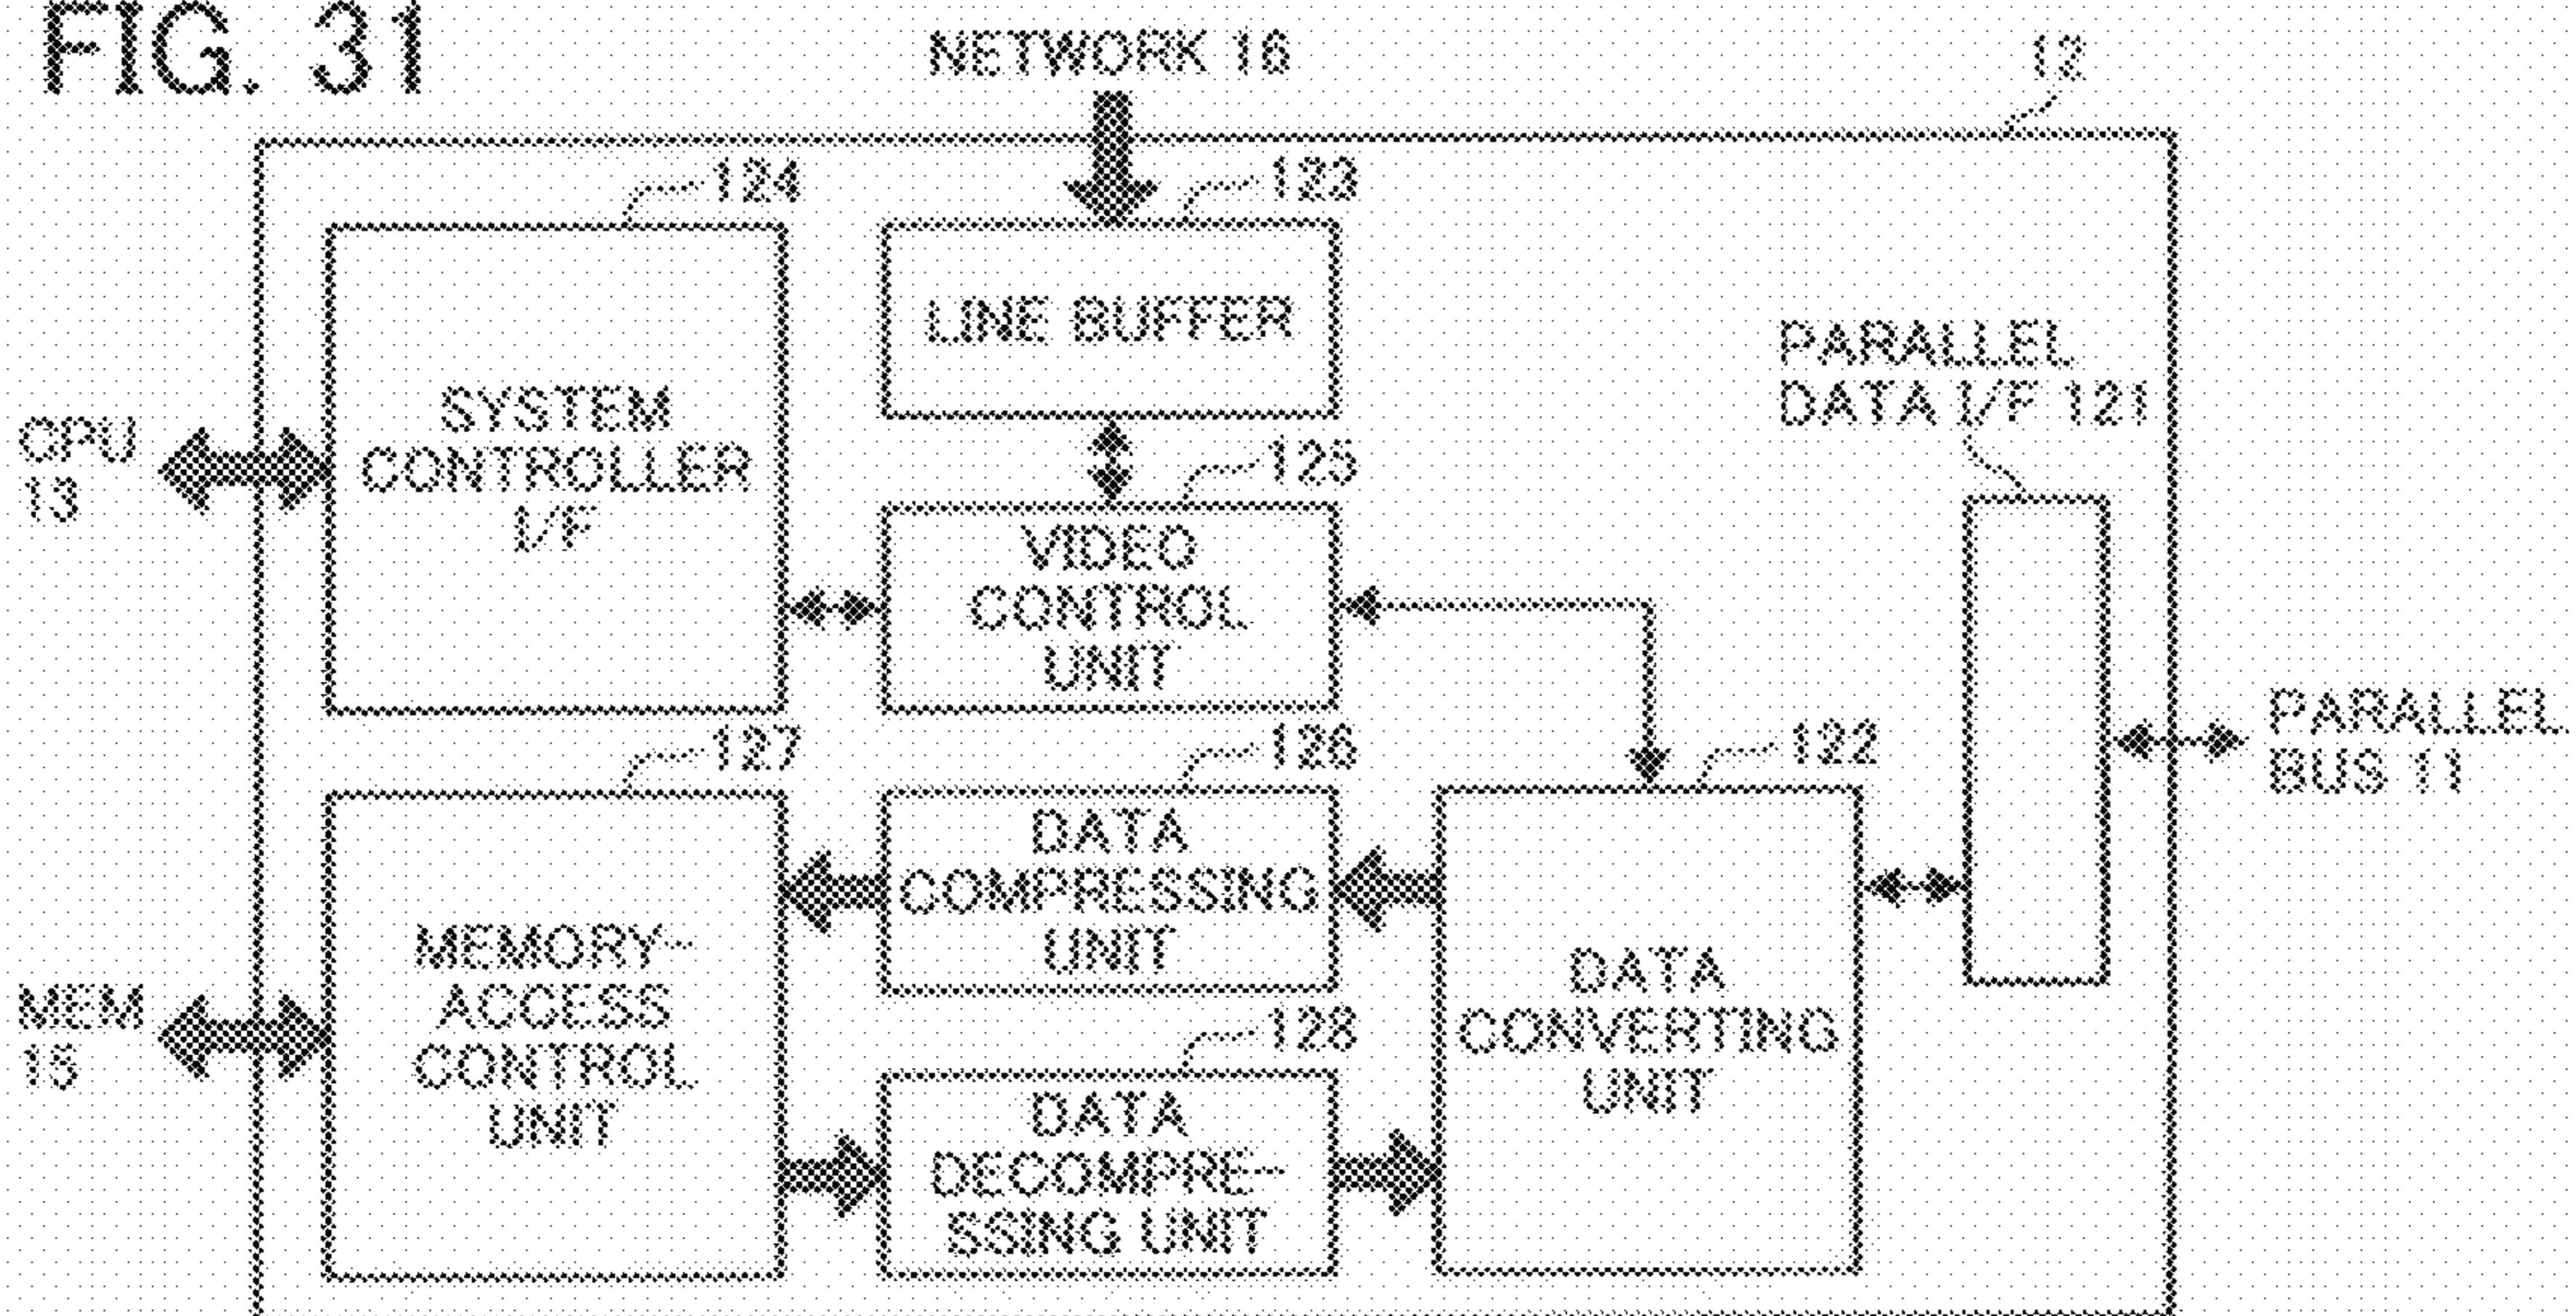 FIG. 31
NETWORK 16
12
124
123
LINE BUFFER
PARALLEL
DATA I/F 121
SYSTEM
CONTROLLER
I/F
CPU
13
125
VIDEO
CONTROL
UNIT
PARALLEL
BUS 11
127
126
122
DATA
COMPRESSING
UNIT
MEMORY-
ACCESS
CONTROL
UNIT
DATA
CONVERTING
UNIT
MEM
15
128
DATA
DECOMPRE-
SSING UNIT